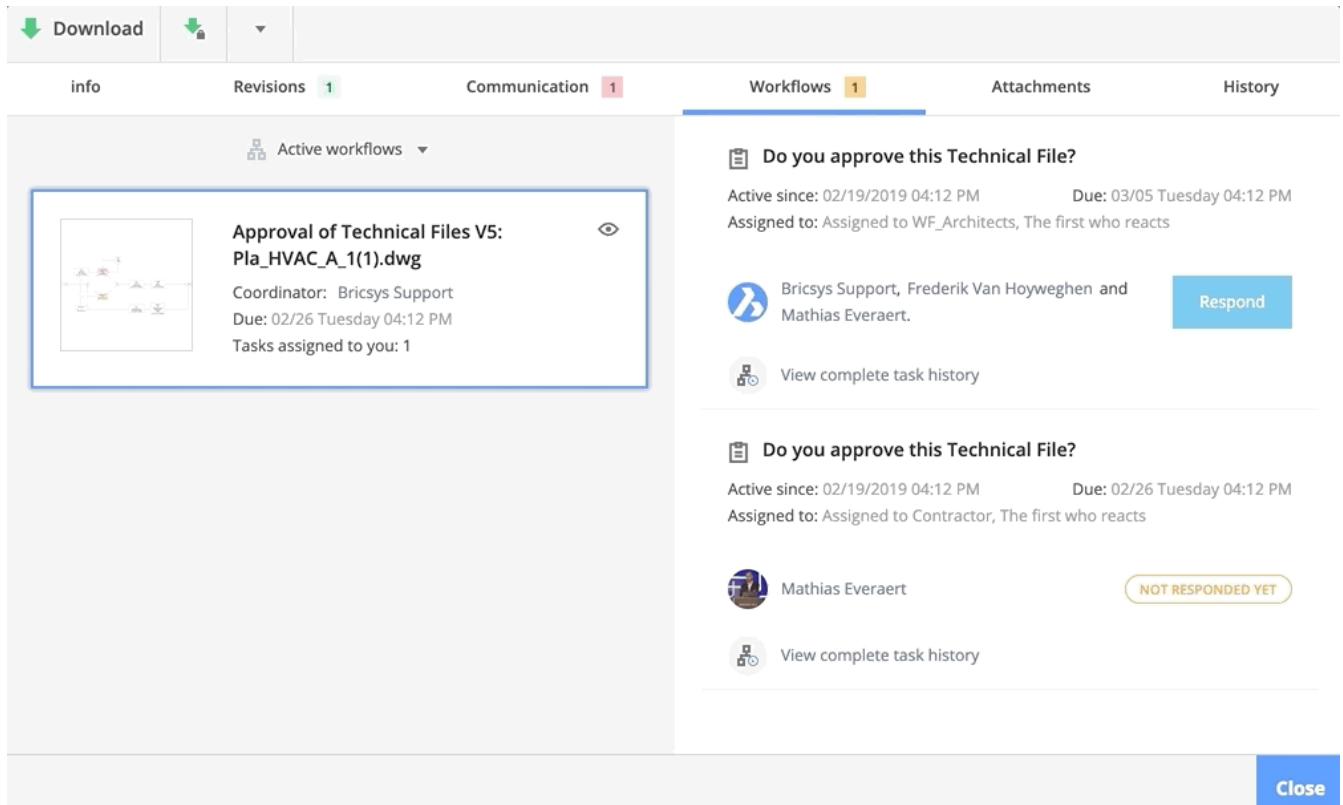 Download
info
Revisions 1
Communication 1
Workflows 1
Attachments
History
Active workflows
Approval of Technical Files V5:
Pla_HVAC_A_1(1).dwg
Coordinator: Bricsys Support
Due: 02/26 Tuesday 04:12 PM
Tasks assigned to you: 1
Do you approve this Technical File?
Active since: 02/19/2019 04:12 PM
Due: 03/05 Tuesday 04:12 PM
Assigned to: Assigned to WF_Architects, The first who reacts
Bricsys Support, Frederik Van Hoyweghen and
Mathias Everaert.
Respond
View complete task history
Do you approve this Technical File?
Active since: 02/19/2019 04:12 PM
Due: 02/26 Tuesday 04:12 PM
Assigned to: Assigned to Contractor, The first who reacts
Mathias Everaert
NOT RESPONDED YET
View complete task history
Close